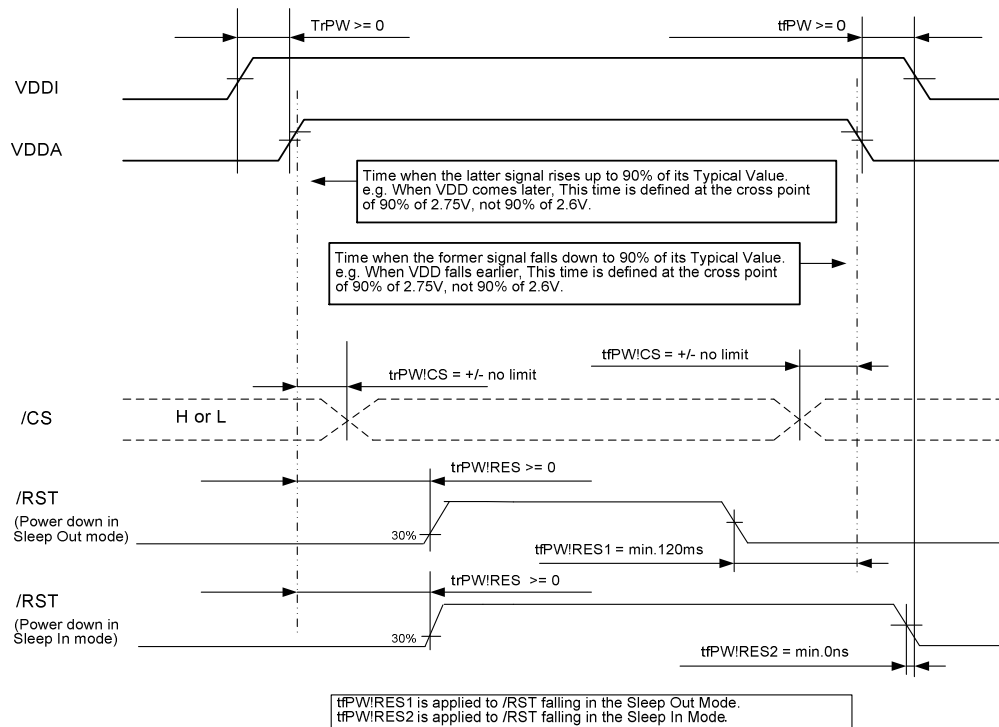 TrPW >= 0
tfPW >= 0
VDDI
VDDA
Time when the latter signal rises up to 90% of its Typical Value.
e.g. When VDD comes later, This time is defined at the cross point
of 90% of 2.75V, not 90% of 2.6V.
Time when the former signal falls down to 90% of its Typical Value.
e.g. When VDD falls earlier, This time is defined at the cross point
of 90% of 2.75V, not 90% of 2.6V.
tfPW!CS = +/- no limit
trPW!CS = +/- no limit
/CS
H or L
trPW!RES >= 0
/RST
(Power down in
Sleep Out mode)
30%
tfPW!RES1 = min.120ms
trPW!RES >= 0
/RST
(Power down in
Sleep In mode)
30%
tfPW!RES2 = min.0ns
tfPW!RES1 is applied to /RST falling in the Sleep Out Mode.
tfPW!RES2 is applied to /RST falling in the Sleep In Mode.